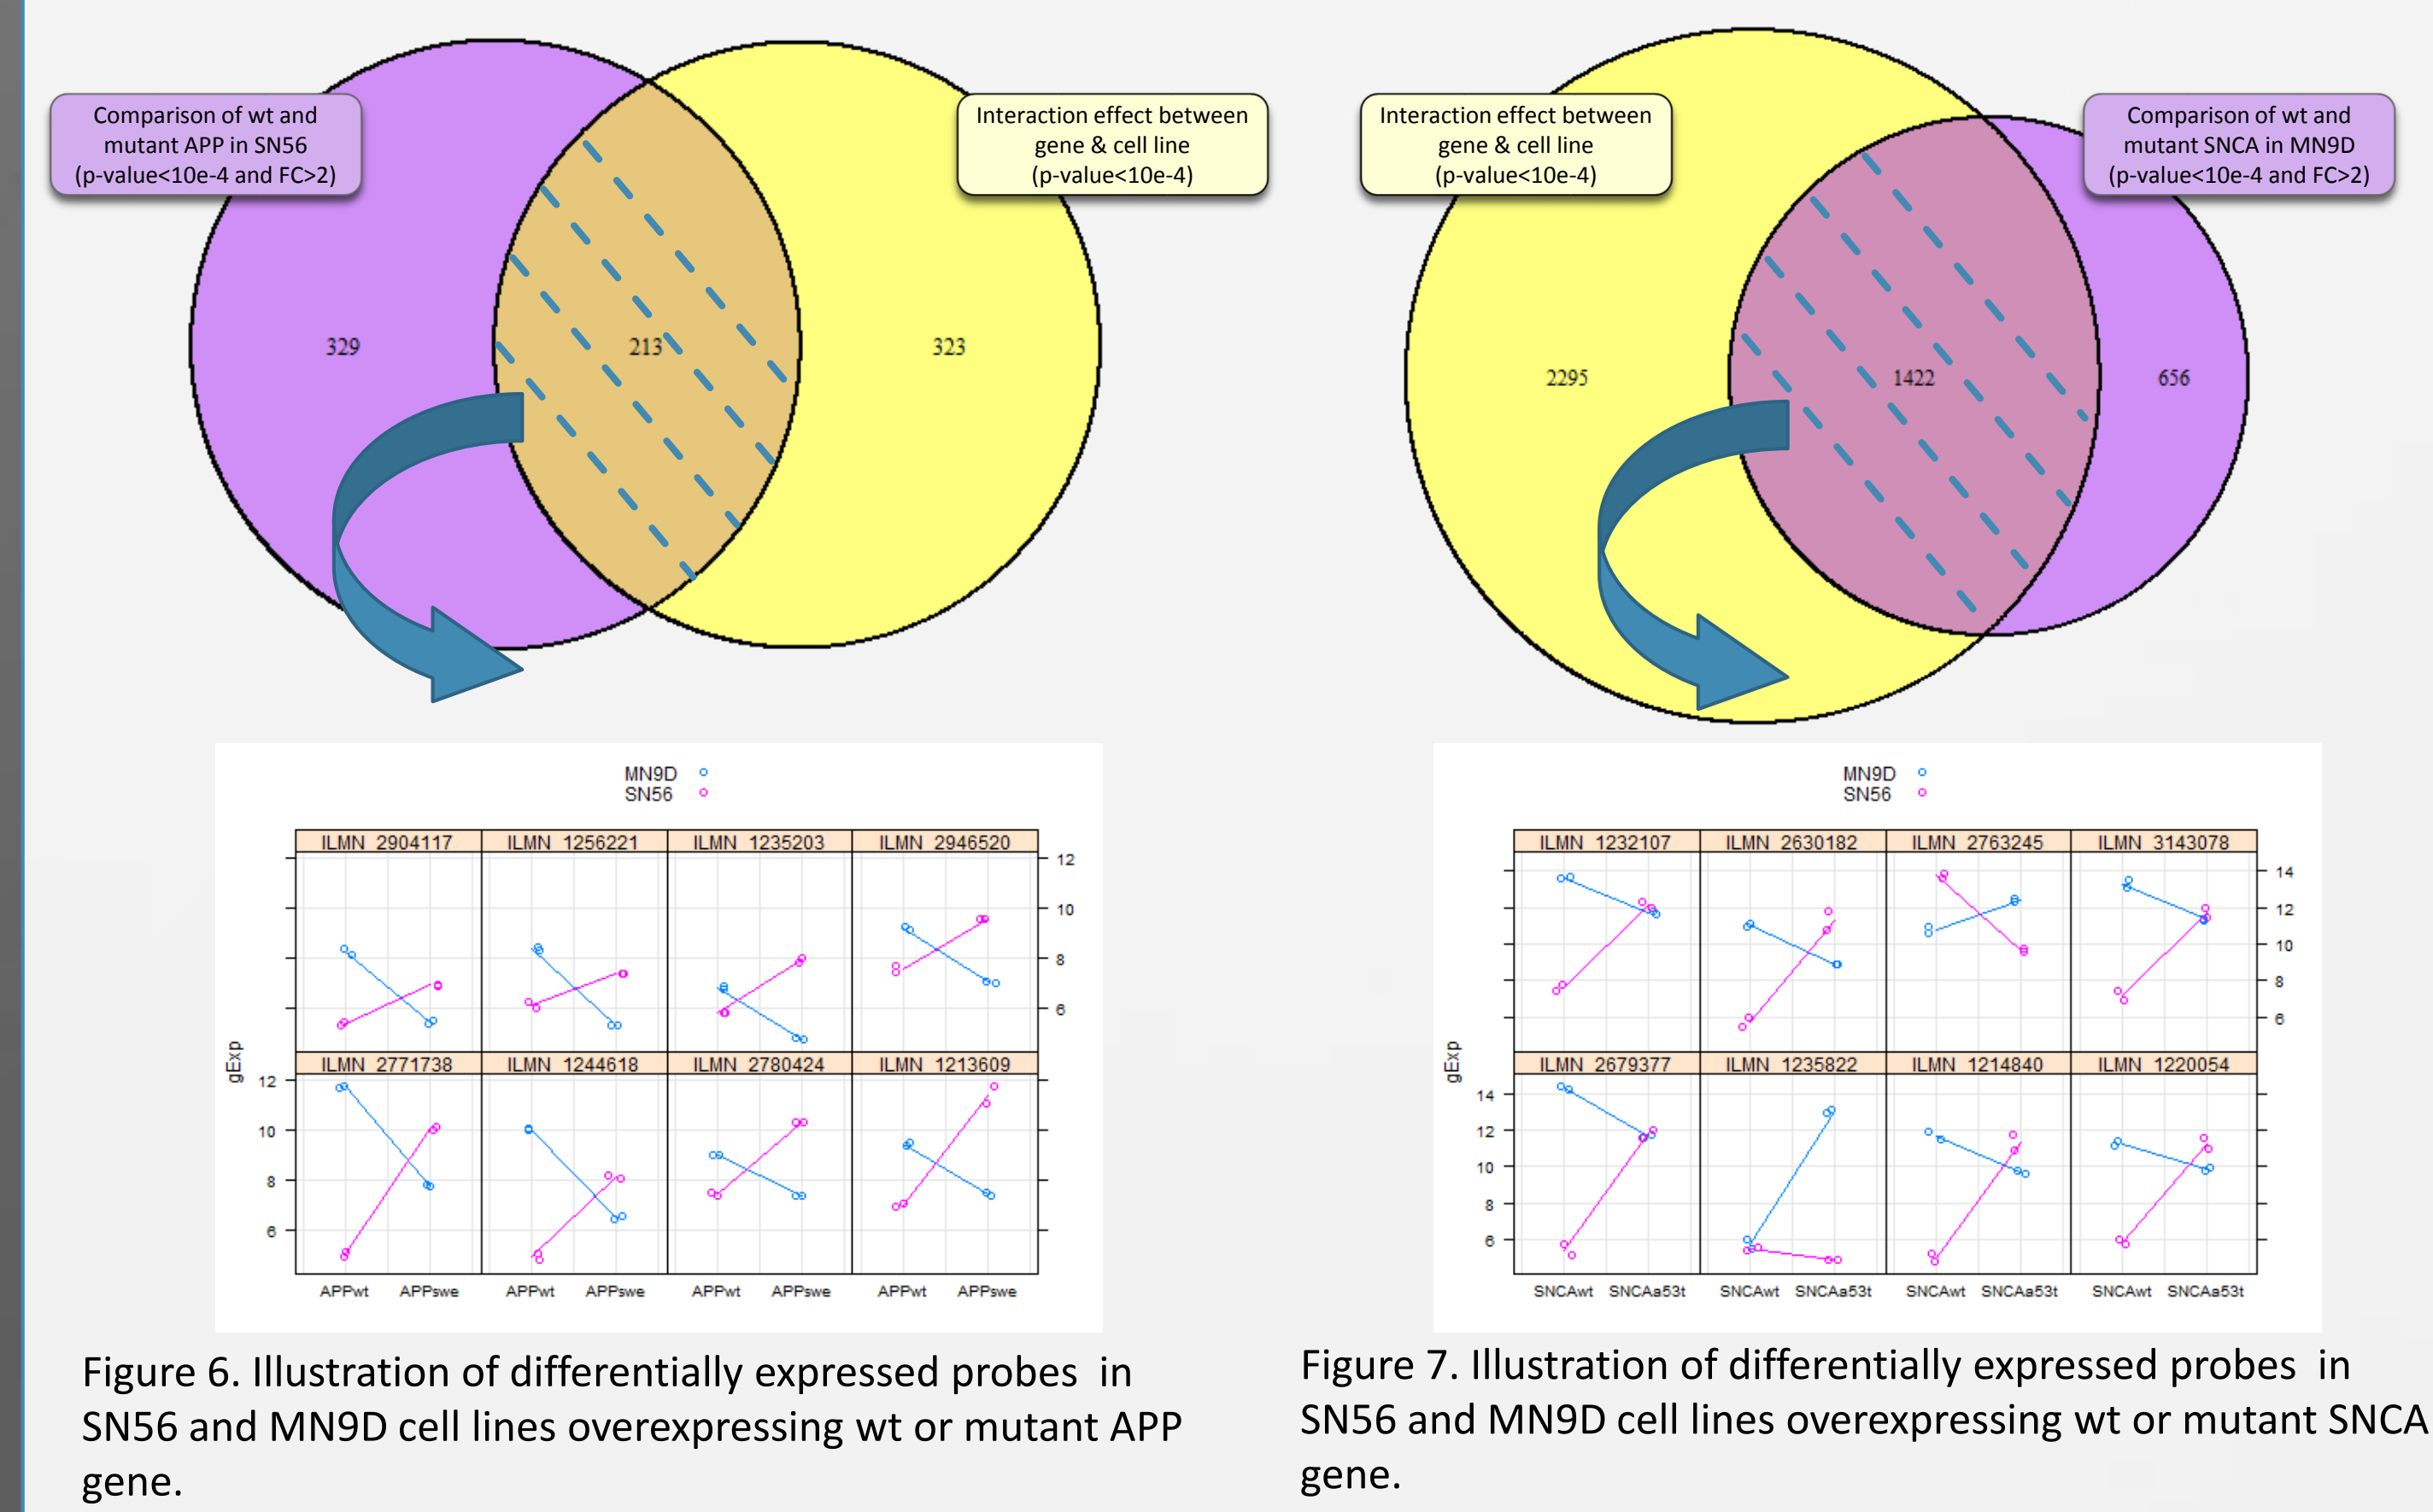 Comparison of wt and
mutant APP in SN56
(p-value<10e-4 and FC>2)
Interaction effect between
gene & cell line
(p-value<10e-4)
329
213
323
Interaction effect between
gene & cell line
(p-value<10e-4)
Comparison of wt and
mutant SNCA in MN9D
(p-value<10e-4 and FC>2)
2295
1422
656
MN9D
SN56
ILMN_2904117 ILMN_1256221 ILMN_1235203 ILMN_2946520
12
10
8
6
gExp
ILMN_2771738 ILMN_1244618 ILMN_2780424 ILMN_1213609
12
10
8
6
APPwt APPswe APPwt APPswe APPwt APPswe APPwt APPswe
Figure 6. Illustration of differentially expressed probes in
SN56 and MN9D cell lines overexpressing wt or mutant APP
gene.
MN9D
SN56
ILMN_1232107 ILMN_2630182 ILMN_2763245 ILMN_3143078
14
12
10
8
6
gExp
ILMN_2679377 ILMN_1235822 ILMN_1214840 ILMN_1220054
14
12
10
8
6
SNCAwt SNCAa53t SNCAwt SNCAa53t SNCAwt SNCAa53t SNCAwt SNCAa53t
Figure 7. Illustration of differentially expressed probes in
SN56 and MN9D cell lines overexpressing wt or mutant SNCA
gene.